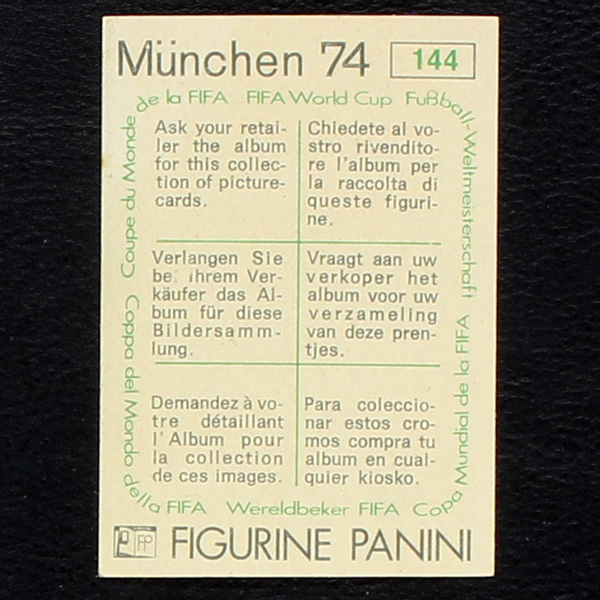 München 74 144
Coupe du Monde de la FIFA FIFA World Cup Fußball-Weltmeisterschaft
Ask your retai-
ler the album
for this collec-
tion of picture-
cards.
Chiedete al vo-
stro rivendito-
re l'album per
la raccolta di
queste figuri-
ne.
Verlangen Sie
bei Ihrem Ver-
käufer das Al-
bum für diese
Bildersamm-
lung.
Vraagt aan uw
verkoper het
album voor uw
verzameling
van deze pren-
tjes.
Demandez à vo-
tre détaillant
l'Album pour
la collection
de ces images.
Para coleccio-
nar estos cro-
mos compra tu
album en cual-
quier kiosko.
Coppa del Mondo della FIFA Wereldbeker FIFA Copa Mundial de la FIFA
FP FIGURINE PANINI